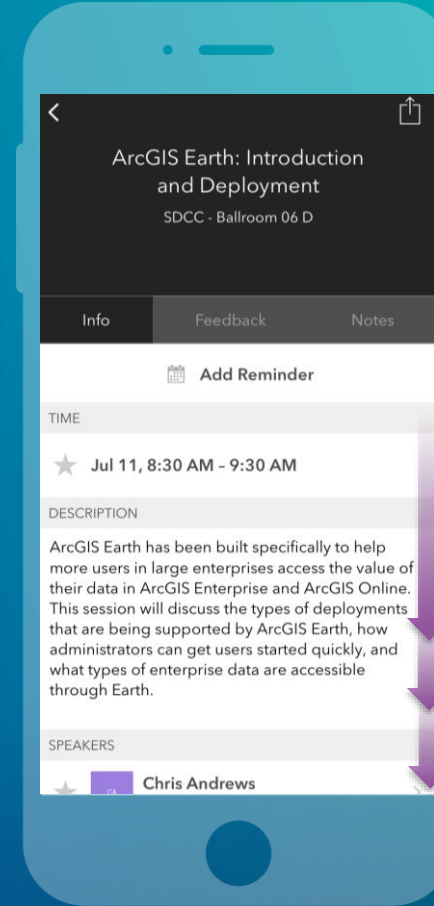 ArcGIS Earth: Introduction
and Deployment
SDCC - Ballroom 06 D
Info Feedback Notes
Add Reminder
TIME
Jul 11, 8:30 AM – 9:30 AM
DESCRIPTION
ArcGIS Earth has been built specifically to help
more users in large enterprises access the value of
their data in ArcGIS Enterprise and ArcGIS Online.
This session will discuss the types of deployments
that are being supported by ArcGIS Earth, how
administrators can get users started quickly, and
what types of enterprise data are accessible
through Earth.
SPEAKERS
CA Chris Andrews